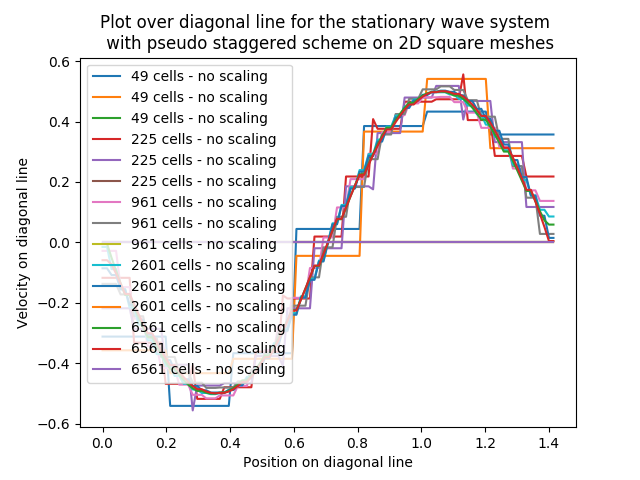 Plot over diagonal line for the stationary wave system
with pseudo staggered scheme on 2D square meshes
Velocity on diagonal line
0.6
0.4
0.2
0.0
−0.2
−0.4
−0.6
49 cells - no scaling
49 cells - no scaling
49 cells - no scaling
225 cells - no scaling
225 cells - no scaling
225 cells - no scaling
961 cells - no scaling
961 cells - no scaling
961 cells - no scaling
2601 cells - no scaling
2601 cells - no scaling
2601 cells - no scaling
6561 cells - no scaling
6561 cells - no scaling
6561 cells - no scaling
0.0 0.2 0.4 0.6 0.8 1.0 1.2 1.4
Position on diagonal line